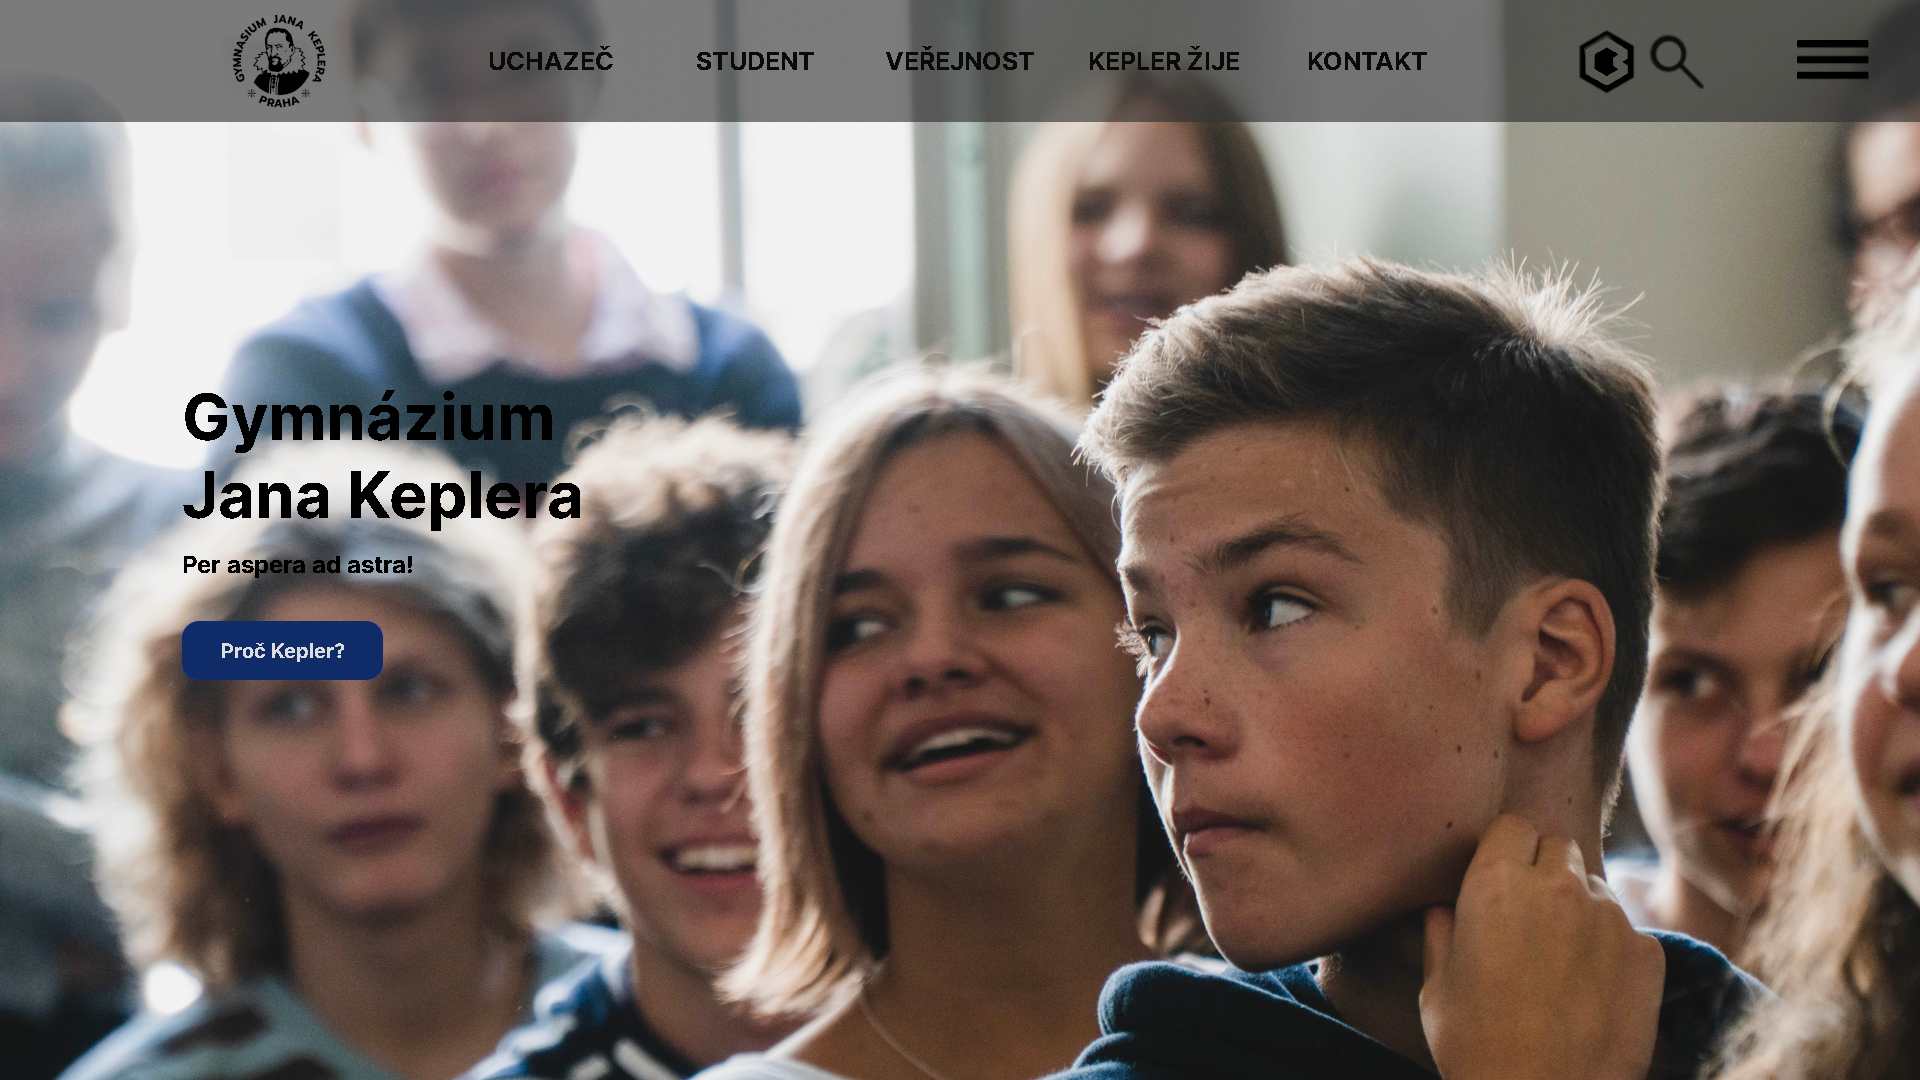 GYMNASIUM JANA KEPLERA
PRAHA
UCHAZEČ
STUDENT
VEŘEJNOST
KEPLER ŽIJE
KONTAKT
Gymnázium
Jana Keplera
Per aspera ad astra!
Proč Kepler?